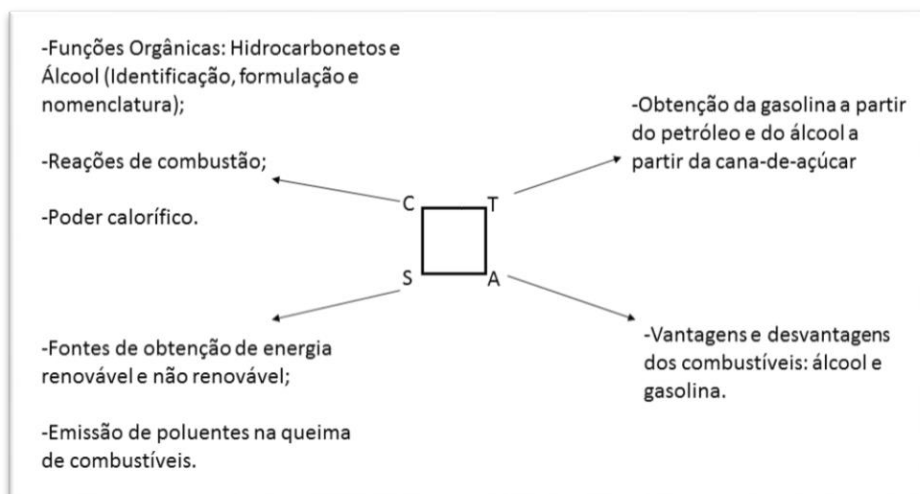 -Funções Orgânicas: Hidrocarbonetos e
Álcool (Identificação, formulação e
nomenclatura);
-Reações de combustão;
-Poder calorífico.
-Obtenção da gasolina a partir
do petróleo e do álcool a
partir da cana-de-açúcar
C
T
S
A
-Fontes de obtenção de energia
renovável e não renovável;
-Emissão de poluentes na queima
de combustíveis.
-Vantagens e desvantagens
dos combustíveis: álcool e
gasolina.